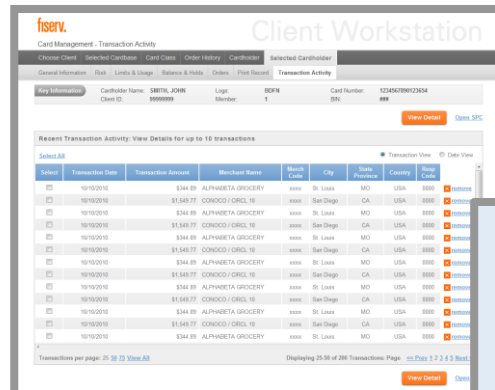 fiserv.
Client Workstation
Card Management - Transaction Activity
Choose Client Selected Cardbase Card Class Order History Cardholder Selected Cardholder
General Information Risk Limits & Usage Balance & Holds Orders Print Record Transaction Activity
Key Information Cardholder Name: SMITH, JOHN Logo: BDFN Card Number: 1234567890123654
Client ID: 99999999 Member 1 BIN: ###
View Detail Open SPC
Recent Transaction Activity: View Details for up to 10 transactions
Select All Transaction View Date View
Select Transaction Date Transaction Amount Merchant Name Merch Code City State Province Country Resp Code
10/10/2010 $344.89 ALPHABETA GROCERY xxxx St. Louis MO USA 0000 remove
10/10/2010 $1,549.77 CONOCO / CIRCL 10 xxxx San Diego CA USA 0000 remove
10/10/2010 $344.89 ALPHABETA GROCERY xxxx St. Louis MO USA 0000 remove
10/10/2010 $1,549.77 CONOCO / CIRCL 10 xxxx San Diego CA USA 0000 remove
10/10/2010 $344.89 ALPHABETA GROCERY xxxx St. Louis MO USA 0000 remove
10/10/2010 $1,549.77 CONOCO / CIRCL 10 xxxx San Diego CA USA 0000 remove
10/10/2010 $344.89 ALPHABETA GROCERY xxxx St. Louis MO USA 0000 remove
10/10/2010 $1,549.77 CONOCO / CIRCL 10 xxxx San Diego CA USA 0000 remove
10/10/2010 $344.89 ALPHABETA GROCERY xxxx St. Louis MO USA 0000 remove
10/10/2010 $1,549.77 CONOCO / CIRCL 10 xxxx San Diego CA USA 0000 remove
10/10/2010 $344.89 ALPHABETA GROCERY xxxx St. Louis MO USA 0000 remove
10/10/2010 $1,549.77 CONOCO / CIRCL 10 xxxx San Diego CA USA 0000 remove
10/10/2010 $344.89 ALPHABETA GROCERY xxxx St. Louis MO USA 0000 remove
Transactions per page: 25 50 75 View All Displaying 25-50 of 200 Transactions: Page << Prev 1 2 3 4 5 Next
View Detail Open